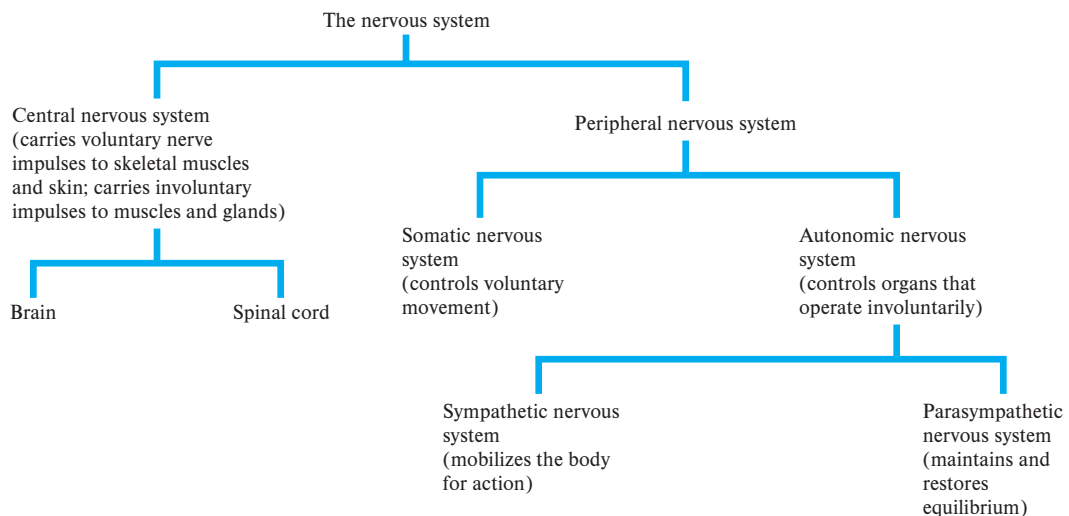 The nervous system
Central nervous system
(carries voluntary nerve
impulses to skeletal muscles
and skin; carries involuntary
impulses to muscles and glands)
Peripheral nervous system
Brain
Spinal cord
Somatic nervous
system
(controls voluntary
movement)
Autonomic nervous
system
(controls organs that
operate involuntarily)
Sympathetic nervous
system
(mobilizes the body
for action)
Parasympathetic
nervous system
(maintains and
restores
equilibrium)